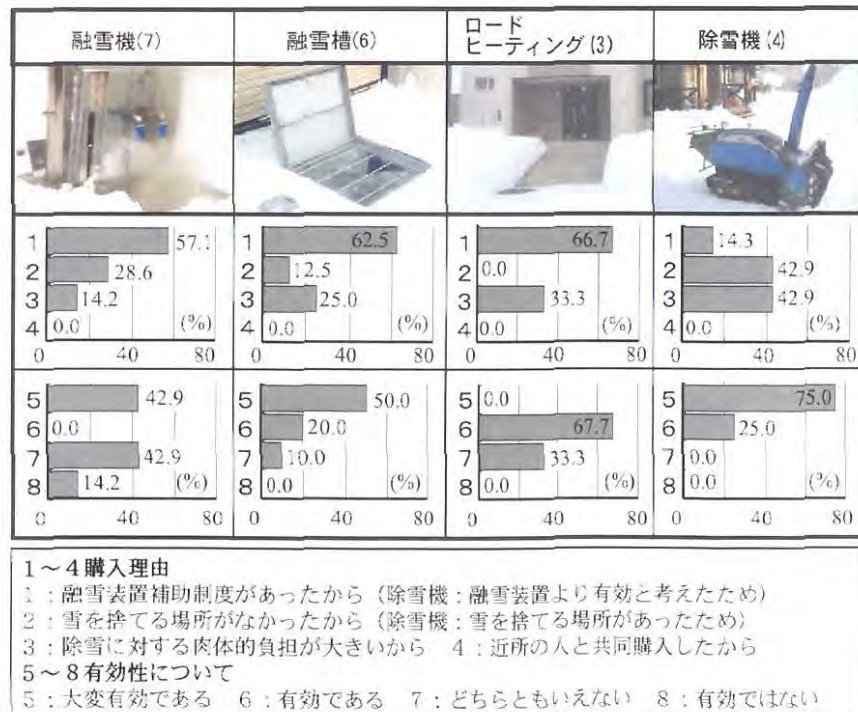 融雪機(7)
融雪槽(6)
ロード
ヒーティング(3)
除雪機(4)
1 57.1
2 28.6
3 14.2
4 0.0 (%)
0 40 80
1 62.5
2 12.5
3 25.0
4 0.0 (%)
0 40 80
1 66.7
2 0.0
3 33.3
4 0.0 (%)
0 40 80
1 14.3
2 42.9
3 42.9
4 0.0 (%)
0 40 80
5 42.9
6 0.0
7 42.9
8 14.2 (%)
0 40 80
5 50.0
6 20.0
7 10.0
8 0.0 (%)
0 40 80
5 0.0
6 67.7
7 33.3
8 0.0 (%)
0 40 80
5 75.0
6 25.0
7 0.0
8 0.0 (%)
0 40 80
1～4購入理由
1：融雪装置補助制度があったから（除雪機：融雪装置より有効と考えたため）
2：雪を捨てる場所がなかったから（除雪機：雪を捨てる場所があったため）
3：除雪に対する肉体的負担が大きいから 4：近所の人と共同購入したから
5～8有効性について
5：大変有効である 6：有効である 7：どちらともいえない 8：有効ではない